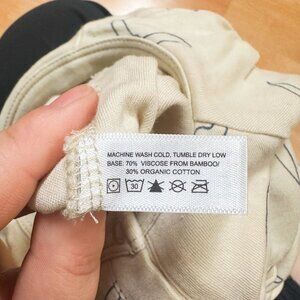 MACHINE WASH COLD, TUMBLE DRY LOW
BASE: 70% VISCOSE FROM BAMBOO/
30% ORGANIC COTTON
30